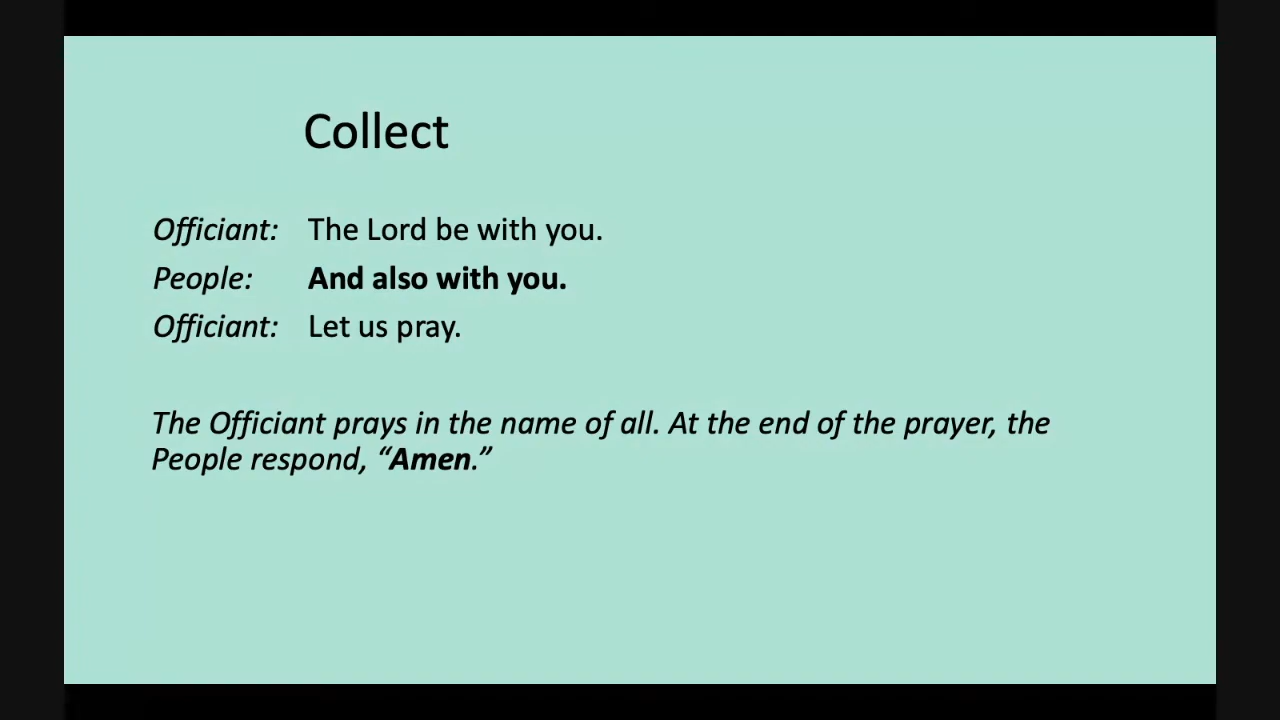 Collect
Officiant: The Lord be with you.
People: And also with you.
Officiant: Let us pray.
The Officiant prays in the name of all. At the end of the prayer, the
People respond, “Amen.”